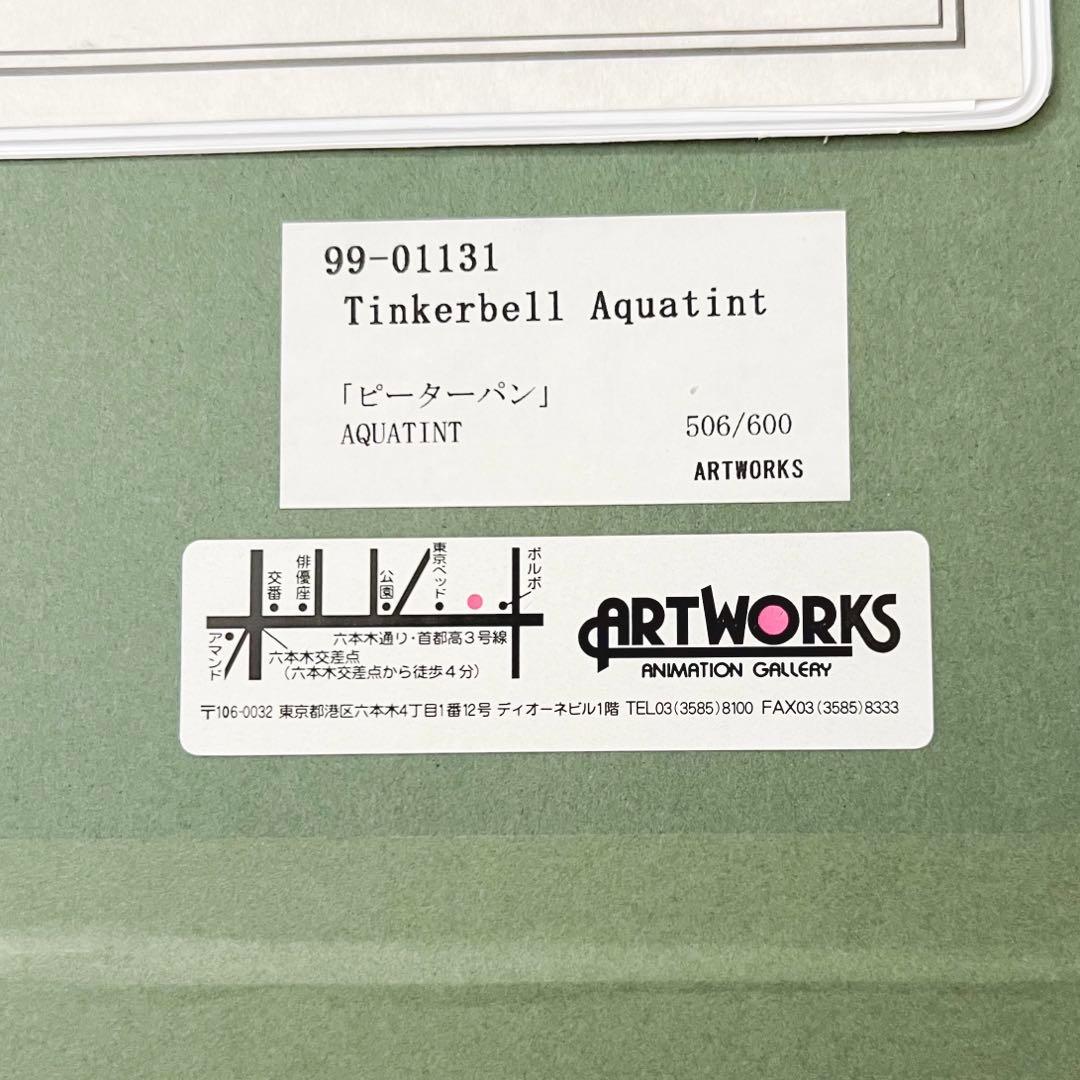 99-01131
Tinkerbell Aquatint
「ピーターパン」
AQUATINT 506/600
ARTWORKS
交番
俳優座
公園
東京ベッド
ボルボ
アマンド
六本木通り・首都高3号線
六本木交差点
(六本木交差点から徒歩4分)
ARTWORKS
ANIMATION GALLERY
〒106-0032 東京都港区六本木4丁目1番12号 ディオーネビル1階 TEL03(3585)8100 FAX03(3585)8333